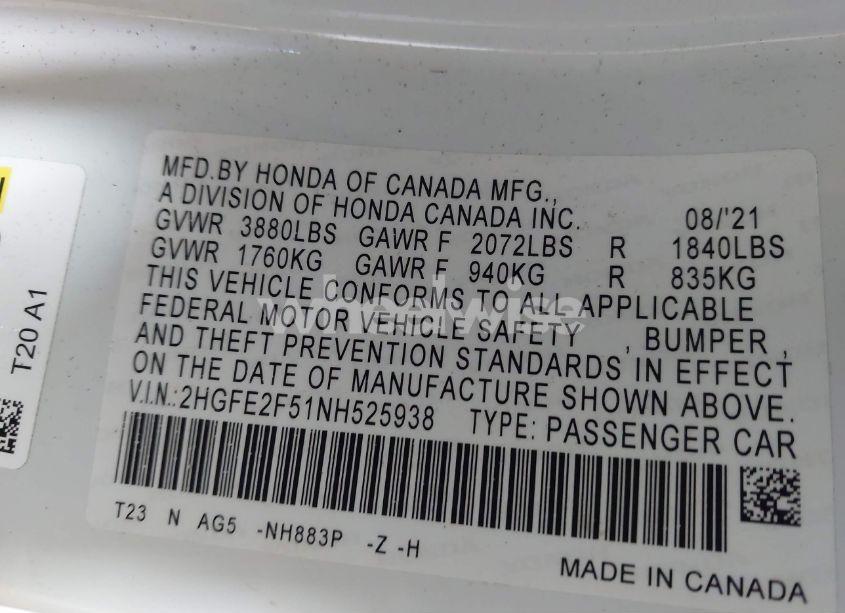 MFD.BY HONDA OF CANADA MFG.,
A DIVISION OF HONDA CANADA INC. 08/'21
GVWR 3880LBS GAWR F 2072LBS R 1840LBS
GVWR 1760KG GAWR F 940KG R 835KG
THIS VEHICLE CONFORMS TO ALL APPLICABLE
FEDERAL MOTOR VEHICLE SAFETY , BUMPER ,
AND THEFT PREVENTION STANDARDS IN EFFECT
ON THE DATE OF MANUFACTURE SHOWN ABOVE.
V.I.N.: 2HGFE2F51NH525938 TYPE: PASSENGER CAR
T23 N AG5 -NH883P -Z -H
MADE IN CANADA
T20 A1
wheelwise